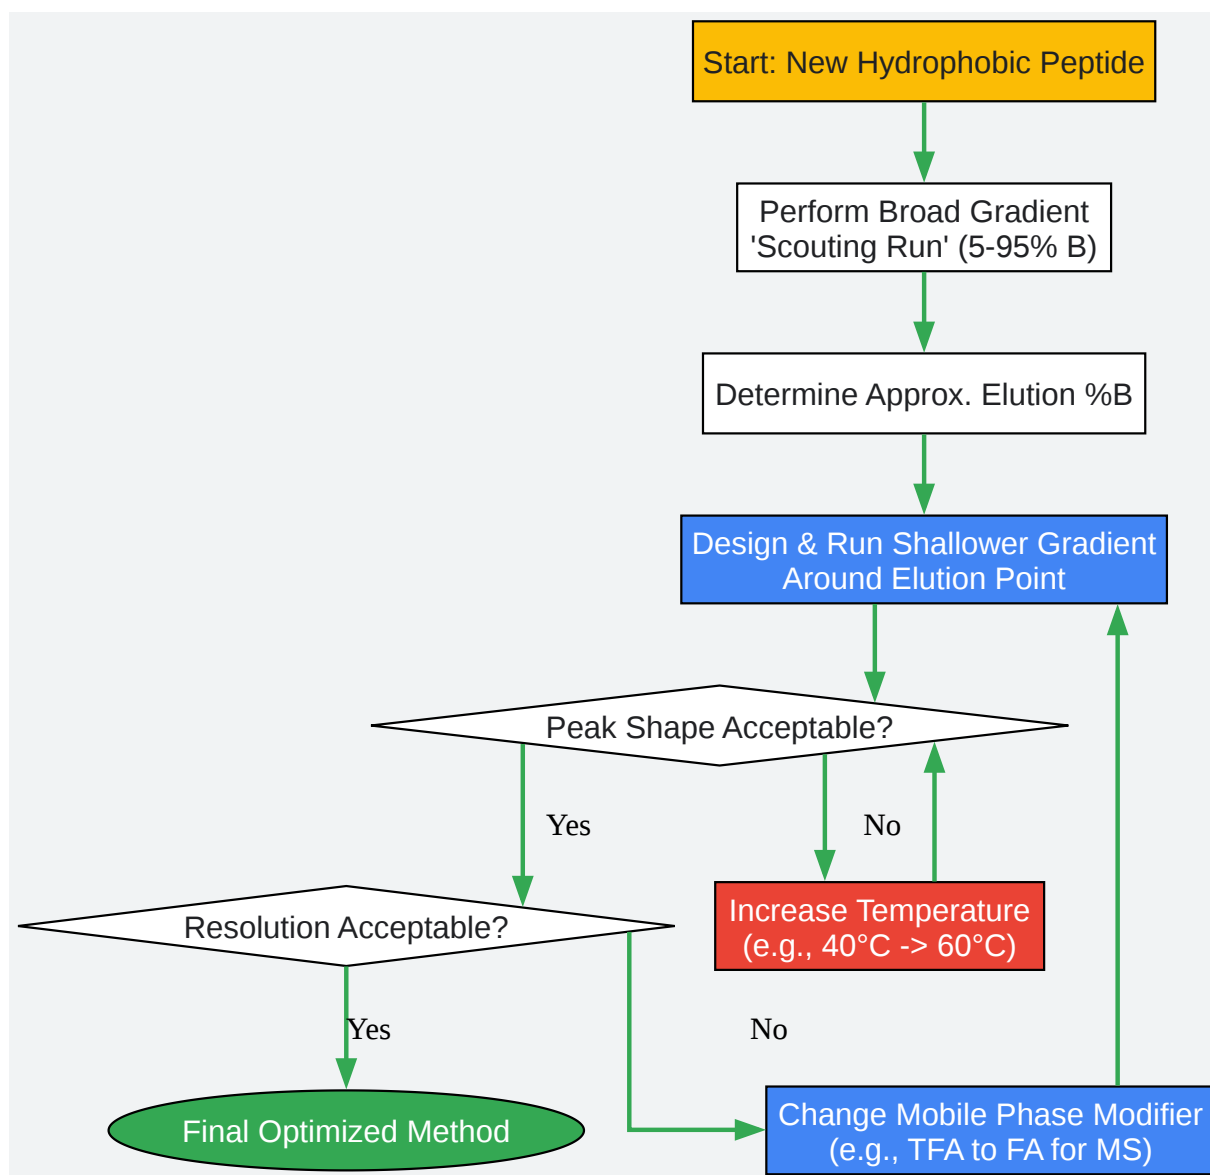 Start: New Hydrophobic Peptide
Perform Broad Gradient
'Scouting Run' (5-95% B)
Determine Approx. Elution %B
Design & Run Shallower Gradient
Around Elution Point
Peak Shape Acceptable?
Yes
No
Resolution Acceptable?
Increase Temperature
(e.g., 40°C -> 60°C)
Yes
No
Final Optimized Method
Change Mobile Phase Modifier
(e.g., TFA to FA for MS)